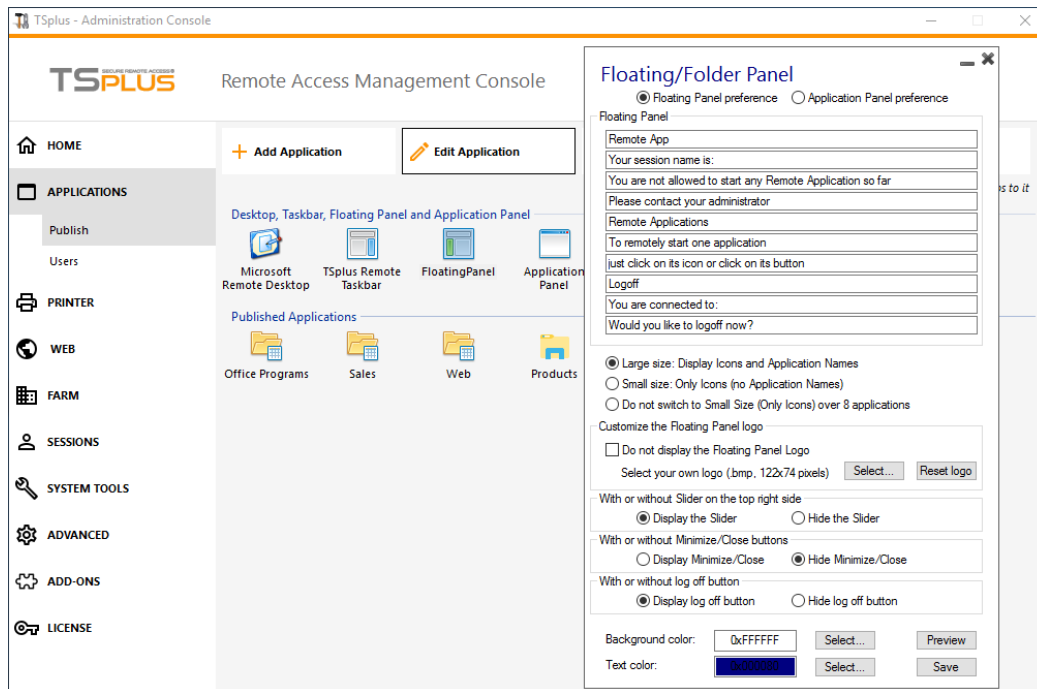 TSplus - Administration Console
TSPLUS
SECURE REMOTE ACCESS
Remote Access Management Console
HOME
APPLICATIONS
Publish
Users
PRINTER
WEB
FARM
SESSIONS
SYSTEM TOOLS
ADVANCED
ADD-ONS
LICENSE
+ Add Application
Edit Application
to it
Desktop, Taskbar, Floating Panel and Application Panel
Microsoft Remote Desktop
TSplus Remote Taskbar
FloatingPanel
Application Panel
Published Applications
Office Programs
Sales
Web
Products
Floating/Folder Panel
Floating Panel preference
Application Panel preference
Floating Panel
Remote App
Your session name is:
You are not allowed to start any Remote Application so far
Please contact your administrator
Remote Applications
To remotely start one application
just click on its icon or click on its button
Logoff
You are connected to:
Would you like to logoff now?
Large size: Display Icons and Application Names
Small size: Only Icons (no Application Names)
Do not switch to Small Size (Only Icons) over 8 applications
Customize the Floating Panel logo
Do not display the Floating Panel Logo
Select your own logo (.bmp, 122x74 pixels)
Select...
Reset logo
With or without Slider on the top right side
Display the Slider
Hide the Slider
With or without Minimize/Close buttons
Display Minimize/Close
Hide Minimize/Close
With or without log off button
Display log off button
Hide log off button
Background color:
0xFFFFFF
Select...
Preview
Text color:
Select...
Save